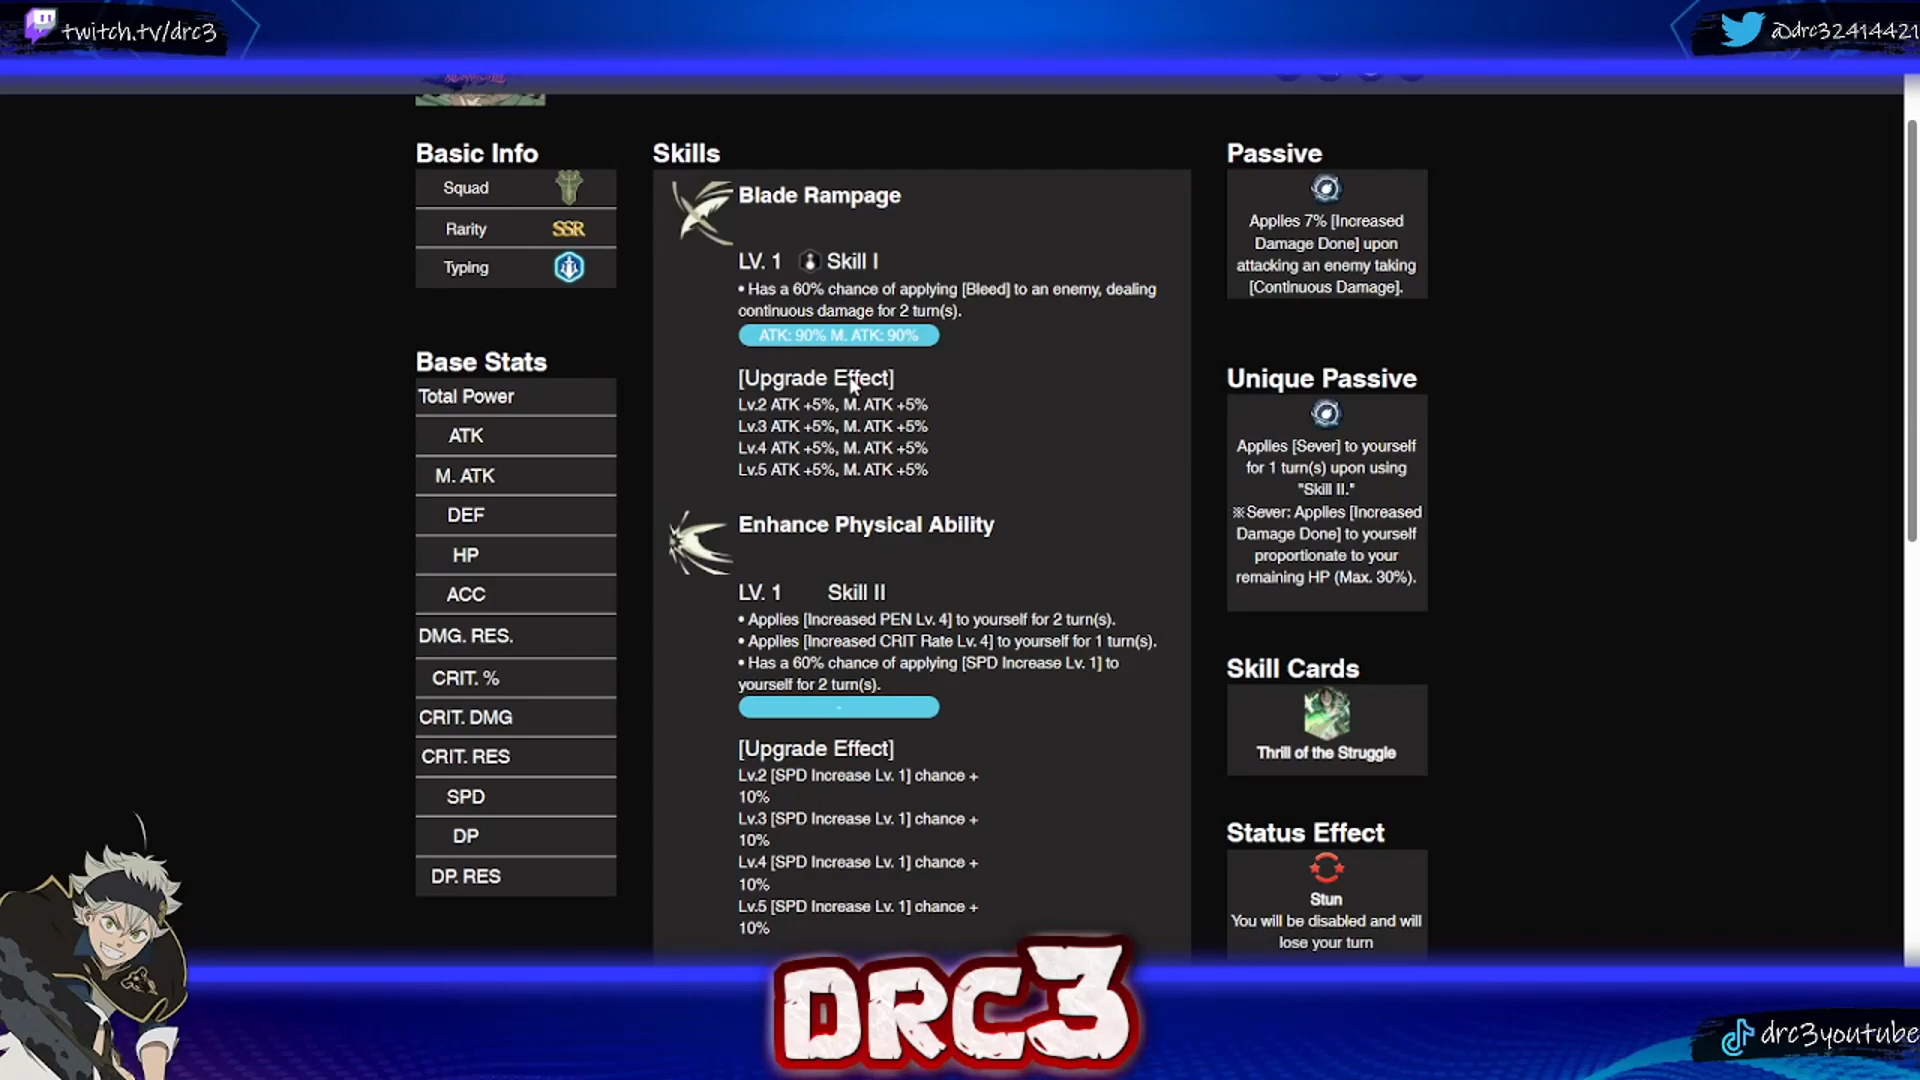 twitch.tv/drc3
@drc32414421
Basic Info
Squad
Rarity
SSR
Typing
Base Stats
Total Power
ATK
M. ATK
DEF
HP
ACC
DMG. RES.
CRIT. %
CRIT. DMG
CRIT. RES
SPD
DP
DP. RES
Skills
Blade Rampage
LV. 1 Skill I
• Has a 60% chance of applying [Bleed] to an enemy, dealing
continuous damage for 2 turn(s).
ATK: 90% M. ATK: 90%
[Upgrade Effect]
Lv.2 ATK +5%, M. ATK +5%
Lv.3 ATK +5%, M. ATK +5%
Lv.4 ATK +5%, M. ATK +5%
Lv.5 ATK +5%, M. ATK +5%
Enhance Physical Ability
LV. 1 Skill II
• Applies [Increased PEN Lv. 4] to yourself for 2 turn(s).
• Applies [Increased CRIT Rate Lv. 4] to yourself for 1 turn(s).
• Has a 60% chance of applying [SPD Increase Lv. 1] to
yourself for 2 turn(s).
-
[Upgrade Effect]
Lv.2 [SPD Increase Lv. 1] chance +
10%
Lv.3 [SPD Increase Lv. 1] chance +
10%
Lv.4 [SPD Increase Lv. 1] chance +
10%
Lv.5 [SPD Increase Lv. 1] chance +
10%
Passive
Applies 7% [Increased
Damage Done] upon
attacking an enemy taking
[Continuous Damage].
Unique Passive
Applies [Sever] to yourself
for 1 turn(s) upon using
"Skill II."
※Sever: Applies [Increased
Damage Done] to yourself
proportionate to your
remaining HP (Max. 30%).
Skill Cards
Thrill of the Struggle
Status Effect
Stun
You will be disabled and will
lose your turn
DRC3
drc3youtube